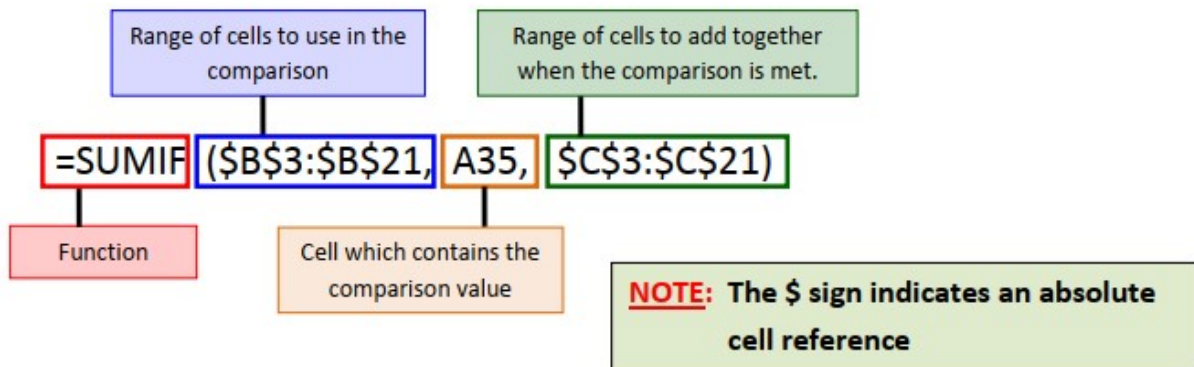 Range of cells to use in the
comparison
Range of cells to add together
when the comparison is met.
=SUMIF ($B$3:$B$21, A35, $C$3:$C$21)
Function
Cell which contains the
comparison value
NOTE: The $ sign indicates an absolute
cell reference